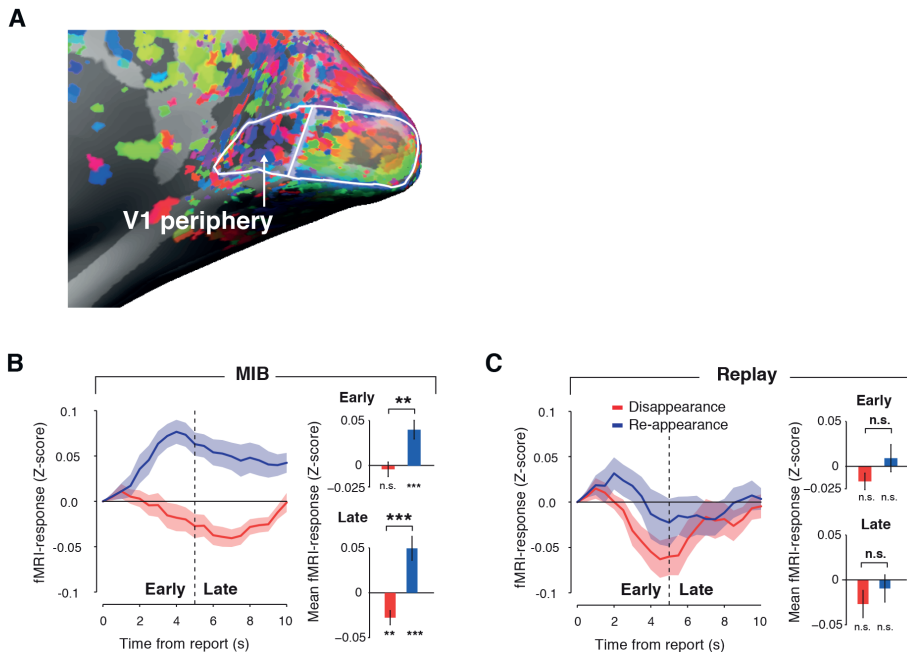 A
V1 periphery
B
MIB
fMRI-response (Z-score)
0.1
0.05
0.0
-0.05
-0.1
Early
Late
0
2
4
6
8
10
Time from report (s)
Mean fMRI-response (Z-score)
Early
0.05
0
−0.025
**
n.s.
***
Late
0.05
0
−0.05
***
**
***
C
Replay
fMRI-response (Z-score)
0.1
0.05
0.0
-0.05
-0.1
Disappearance
Re-appearance
Early
Late
0
2
4
6
8
10
Time from report (s)
Mean fMRI-response (Z-score)
Early
0.05
0
−0.025
n.s.
n.s.
n.s.
Late
0.05
0
−0.05
n.s.
n.s.
n.s.